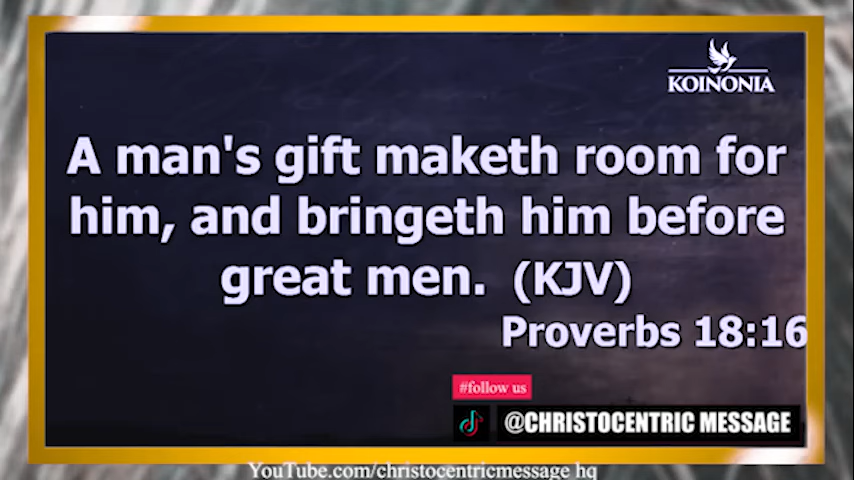 KOINONIA
A man's gift maketh room for
him, and bringeth him before
great men. (KJV)
Proverbs 18:16
#follow us
@CHRISTOCENTRIC MESSAGE
YouTube.com/christocentricmessage hq